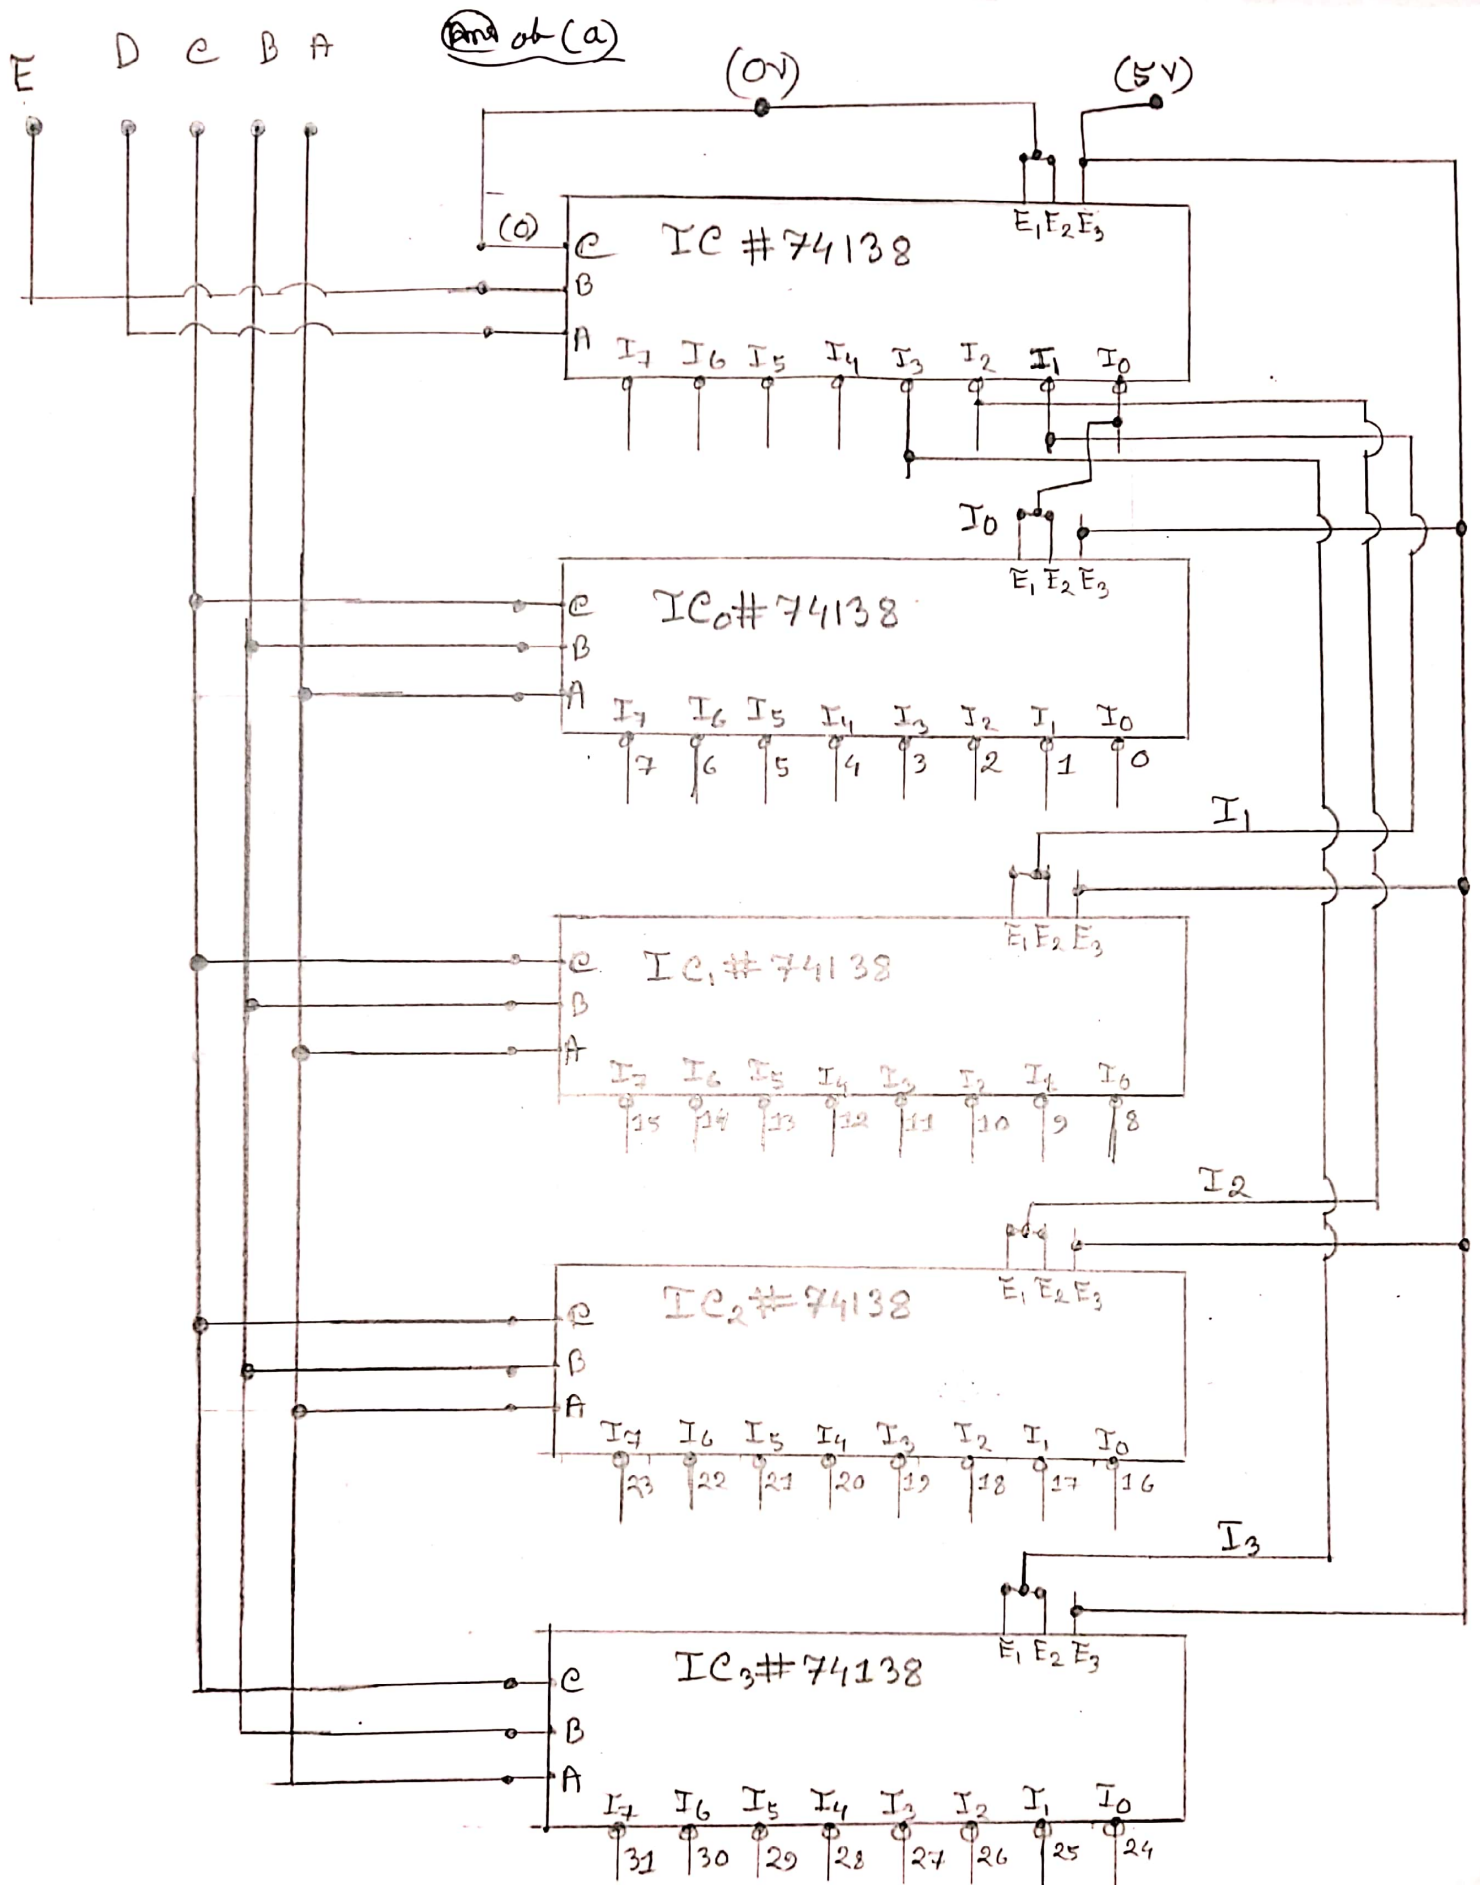 E D C B A
Ans of (a)
(0V) (5V)
E1 E2 E3
(0) C IC #74138
B
A
I7 I6 I5 I4 I3 I2 I1 I0
I0
E1 E2 E3
C IC0#74138
B
A
I7 I6 I5 I4 I3 I2 I1 I0
7 6 5 4 3 2 1 0
I1
E1 E2 E3
C IC1#74138
B
A
I7 I6 I5 I4 I3 I2 I1 I0
15 14 13 12 11 10 9 8
I2
E1 E2 E3
C IC2#74138
B
A
I7 I6 I5 I4 I3 I2 I1 I0
23 22 21 20 19 18 17 16
I3
E1 E2 E3
C IC3#74138
B
A
I7 I6 I5 I4 I3 I2 I1 I0
31 30 29 28 27 26 25 24